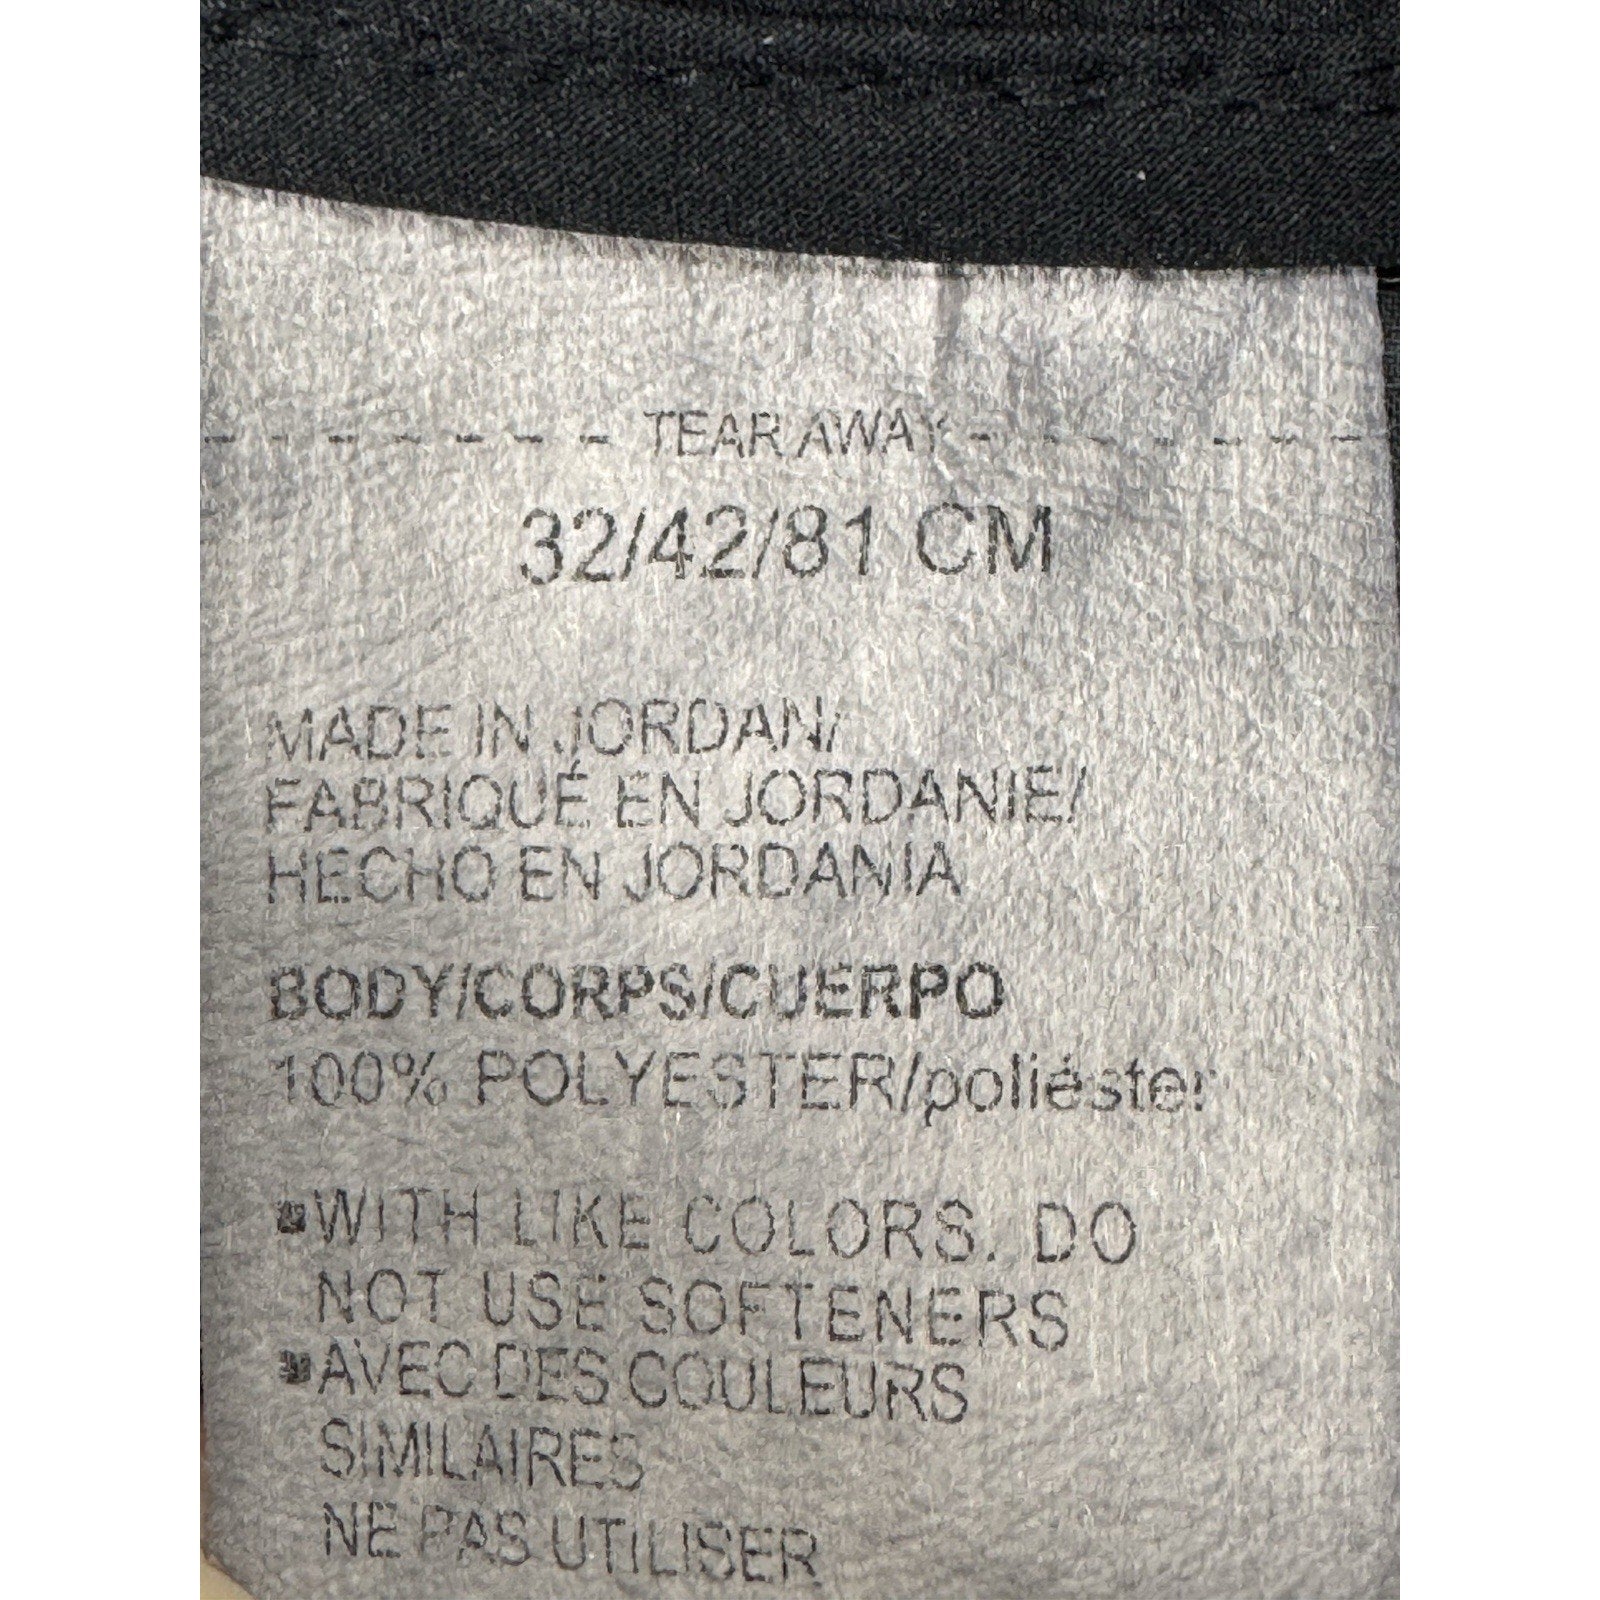 TEAR AWAY
32/42/81 CM
MADE IN JORDAN/
FABRIQUÉ EN JORDANIE/
HECHO EN JORDANIA
BODY/CORPS/CUERPO
100% POLYESTER/poliéster
WITH LIKE COLORS. DO
NOT USE SOFTENERS
AVEC DES COULEURS
SIMILAIRES
NE PAS UTILISER